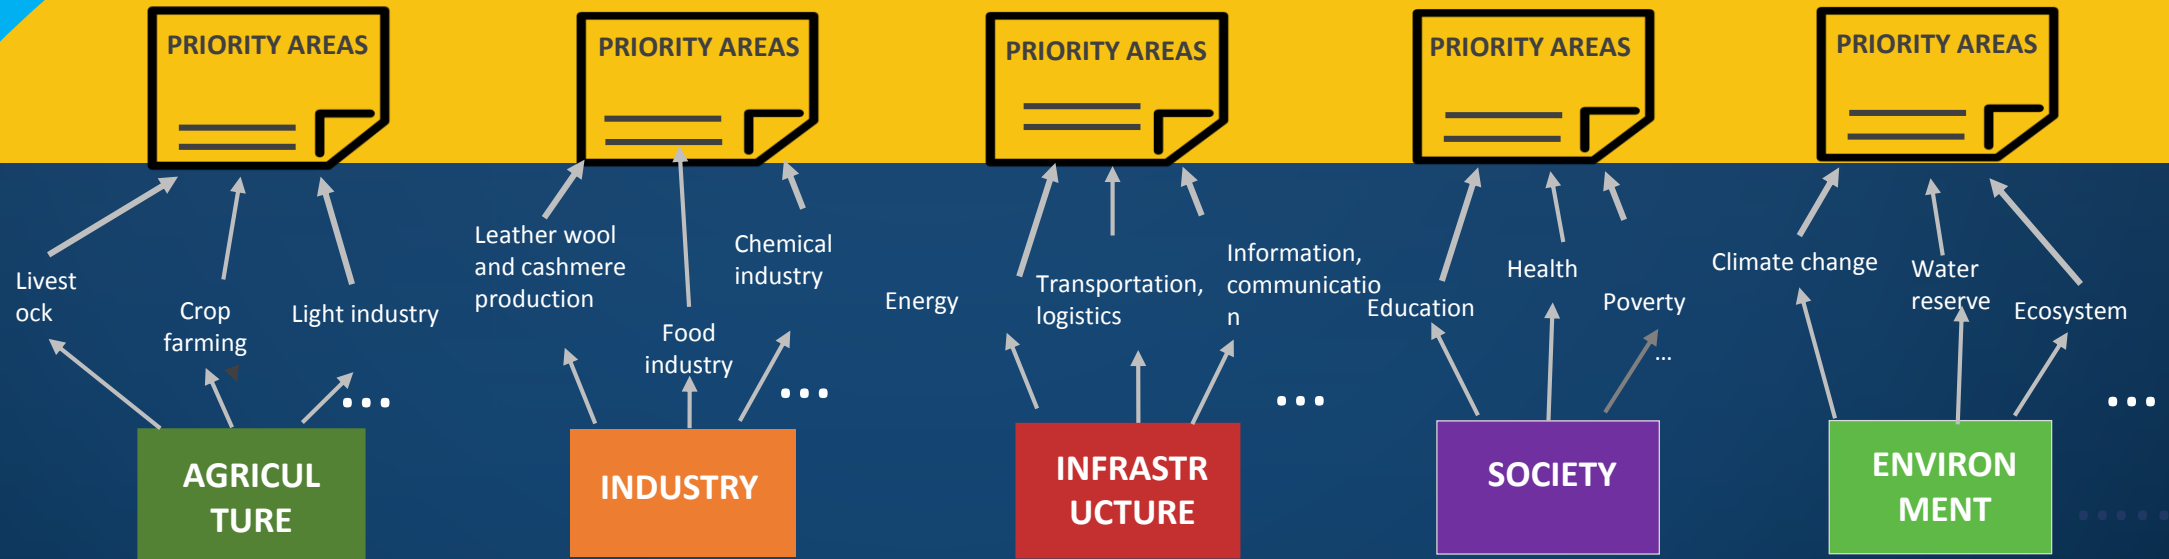 PRIORITY AREAS
PRIORITY AREAS
PRIORITY AREAS
PRIORITY AREAS
PRIORITY AREAS
Livest
ock
Crop
farming
Light industry
...
Leather wool
and cashmere
production
Food
industry
Chemical
industry
...
Energy
Transportation,
logistics
Information,
communicatio
n
...
Education
Health
Poverty
...
Climate change
Water
reserve
Ecosystem
...
AGRICUL
TURE
INDUSTRY
INFRASTR
UCTURE
SOCIETY
ENVIRON
MENT
......